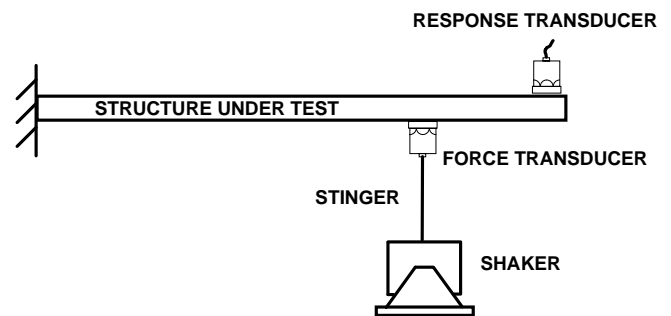 RESPONSE TRANSDUCER
STRUCTURE UNDER TEST
FORCE TRANSDUCER
STINGER
SHAKER